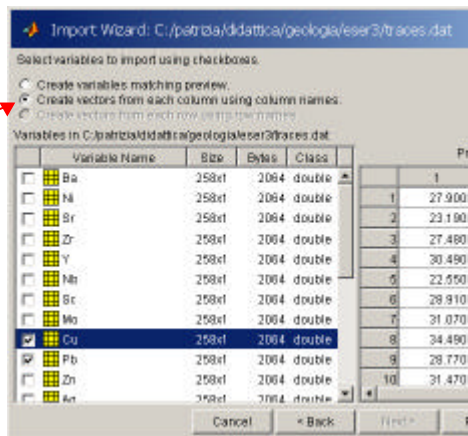 Import Wizard: C:/patrizia/didattica/geologia/eser3/traces.dat
Select variables to import using checkboxes.
Create variables matching preview.
Create vectors from each column using column names.
Create vectors from each row using row names.
Variables in C:/patrizia/didattica/geologia/eser3/traces.dat:
Variable Name Size Bytes Class
Ba 258x1 2064 double
Ni 258x1 2064 double
Sr 258x1 2064 double
Zr 258x1 2064 double
Y 258x1 2064 double
Nb 258x1 2064 double
Sc 258x1 2064 double
Mo 258x1 2064 double
Cu 258x1 2064 double
Pb 258x1 2064 double
Zn 258x1 2064 double
258x1 2064 double
1
1 27.900
2 23.190
3 27.480
4 30.490
5 22.550
6 28.910
7 31.070
8 34.490
9 28.770
10 31.470
Cancel < Back Next >